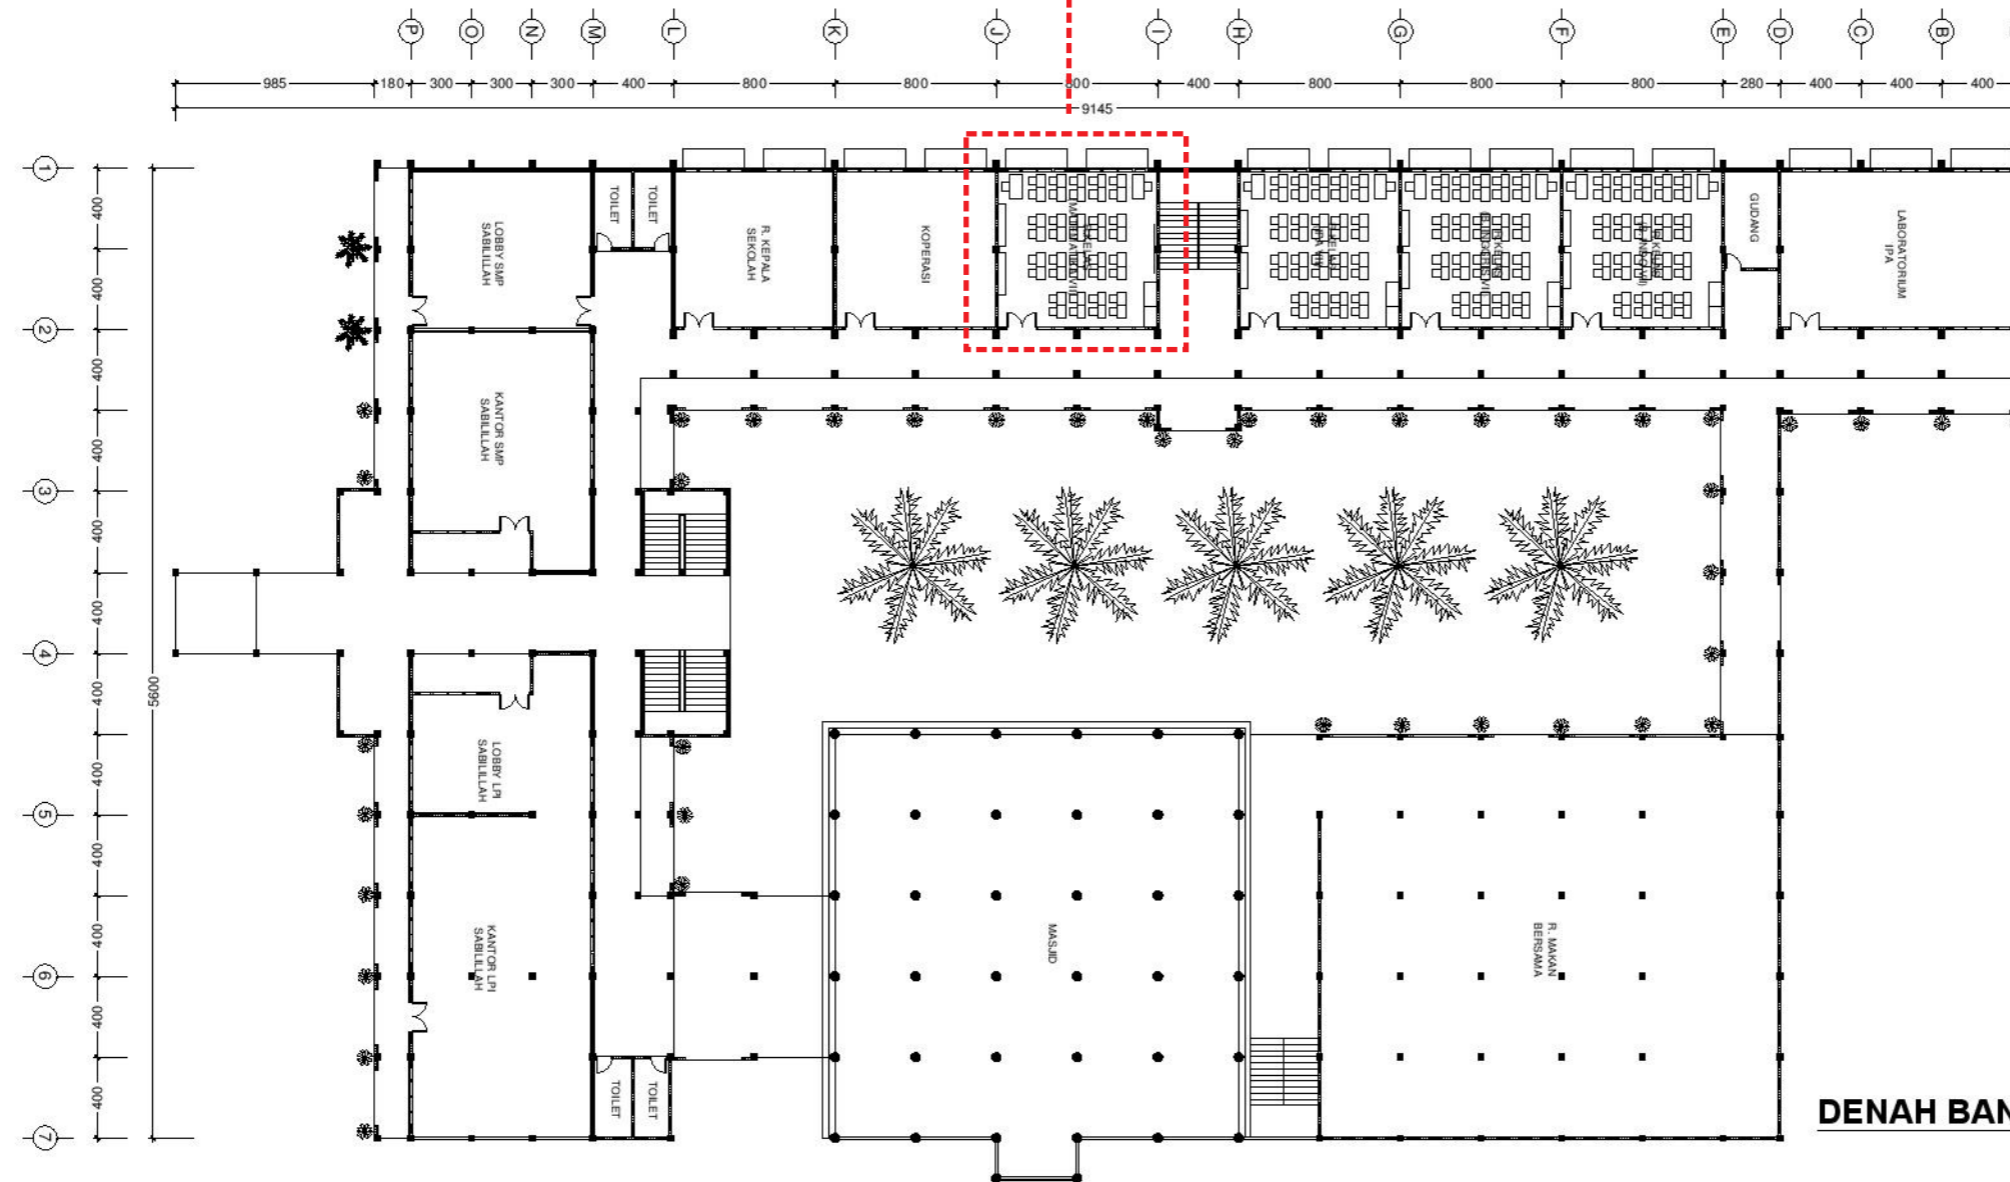 P O N M L K J I H G F E D C B
985 180 300 300 300 400 800 800 800 400 800 800 800 280 400 400 400
9145
1
2
3
4
5
6
7
400
400
400
400
400
400
400
400
400
400
400
400
5600
LOBBY SMP
SABILILLAH
TOILET
TOILET
R. KEPALA
SEKOLAH
KOPERASI
GUDANG
LABORATORIUM
IPA
KANTOR SMP
SABILILLAH
LOBBY LPI
SABILILLAH
KANTOR LPI
SABILILLAH
TOILET
TOILET
MASJID
R. MAKAN
BERSAMA
DENAH BAN